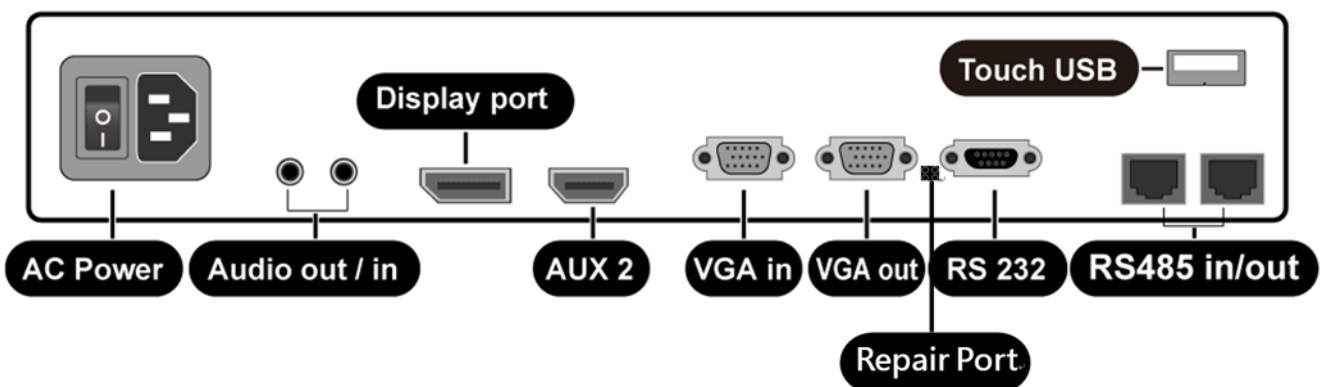 Touch USB
Display port
AC Power
Audio out / in
AUX 2
VGA in
VGA out
RS 232
RS485 in/out
Repair Port